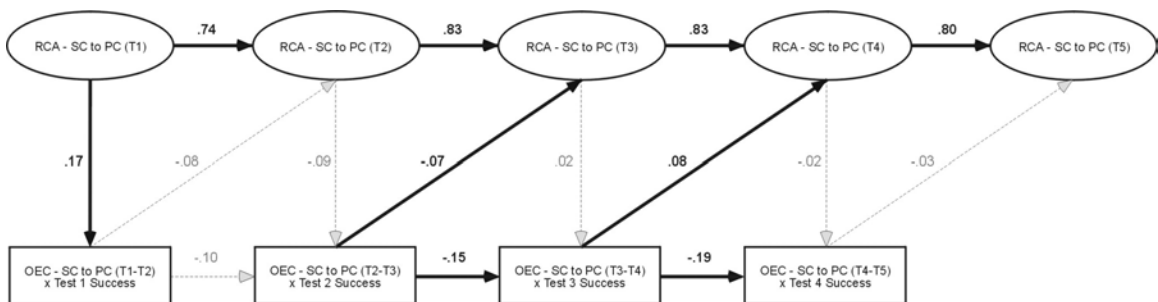 RCA - SC to PC (T1)
.74
RCA - SC to PC (T2)
.83
RCA - SC to PC (T3)
.83
RCA - SC to PC (T4)
.80
RCA - SC to PC (T5)
.17
-.08
-.09
-.07
.02
.08
-.02
-.03
OEC - SC to PC (T1-T2)
x Test 1 Success
-.10
OEC - SC to PC (T2-T3)
x Test 2 Success
-.15
OEC - SC to PC (T3-T4)
x Test 3 Success
-.19
OEC - SC to PC (T4-T5)
x Test 4 Success